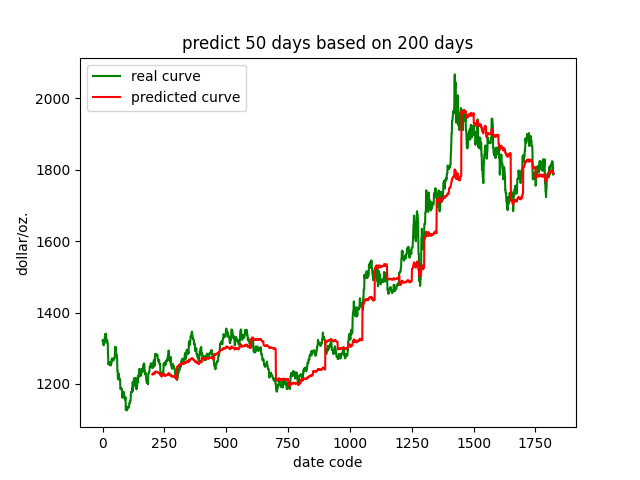 predict 50 days based on 200 days
real curve
predicted curve
dollar/oz.
2000
1800
1600
1400
1200
0 250 500 750 1000 1250 1500 1750
date code